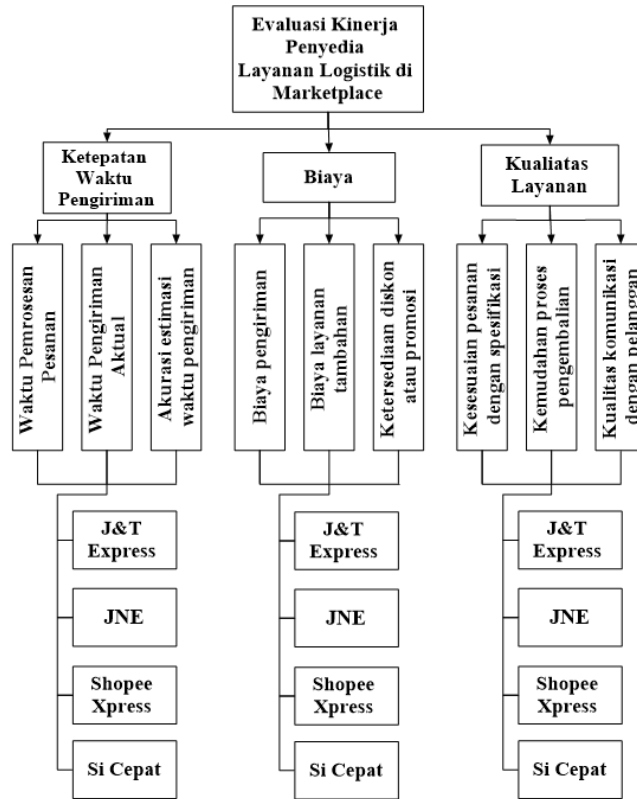 Evaluasi Kinerja
Penyedia
Layanan Logistik di
Marketplace
Ketepatan
Waktu
Pengiriman
Biaya
Kualiatas
Layanan
Waktu Pemrosesan
Pesanan
Waktu Pengiriman
Aktual
Akurasi estimasi
waktu pengiriman
Biaya pengiriman
Biaya layanan
tambahan
Ketersediaan diskon
atau promosi
Kesesuaian pesanan
dengan spesifikasi
Kemudahan proses
pengembalian
Kualitas komunikasi
dengan pelanggan
J&T
Express
JNE
Shopee
Xpress
Si Cepat
J&T
Express
JNE
Shopee
Xpress
Si Cepat
J&T
Express
JNE
Shopee
Xpress
Si Cepat